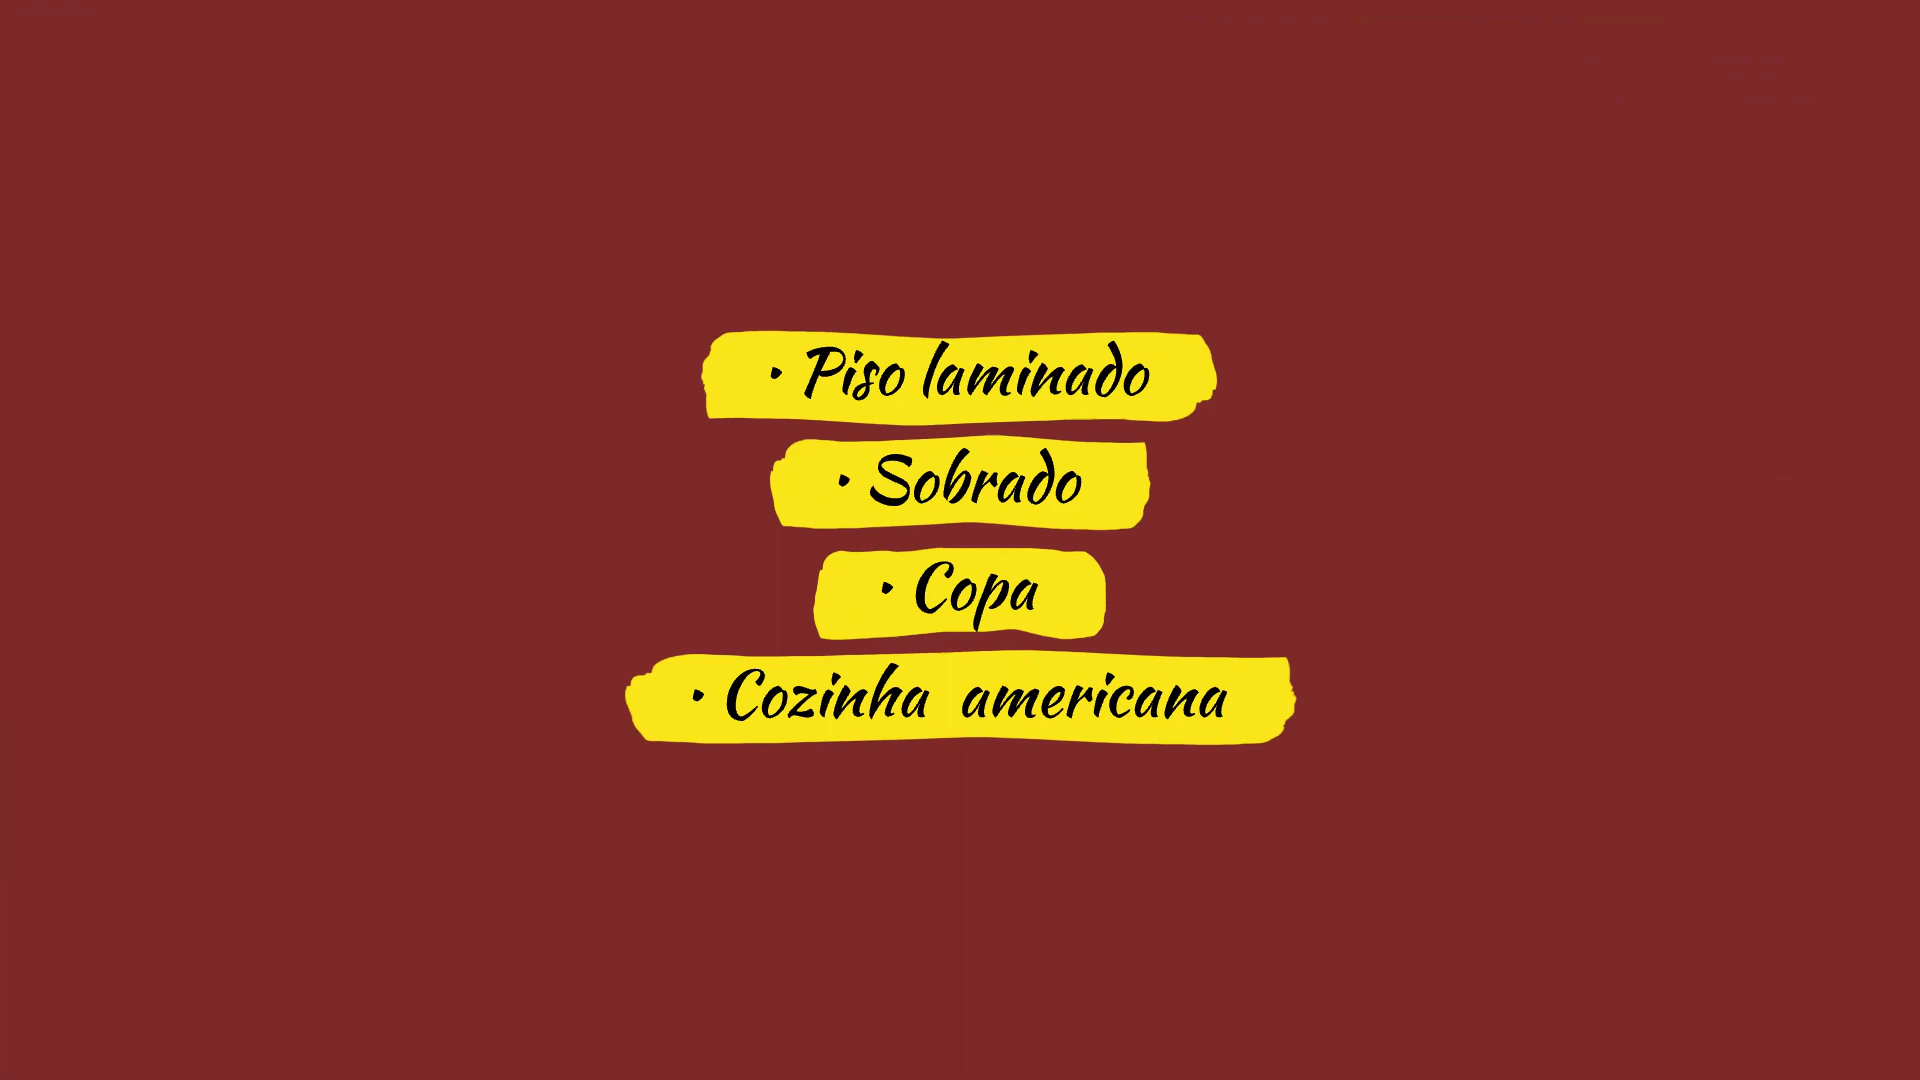 • Piso laminado
• Sobrado
• Copa
• Cozinha americana